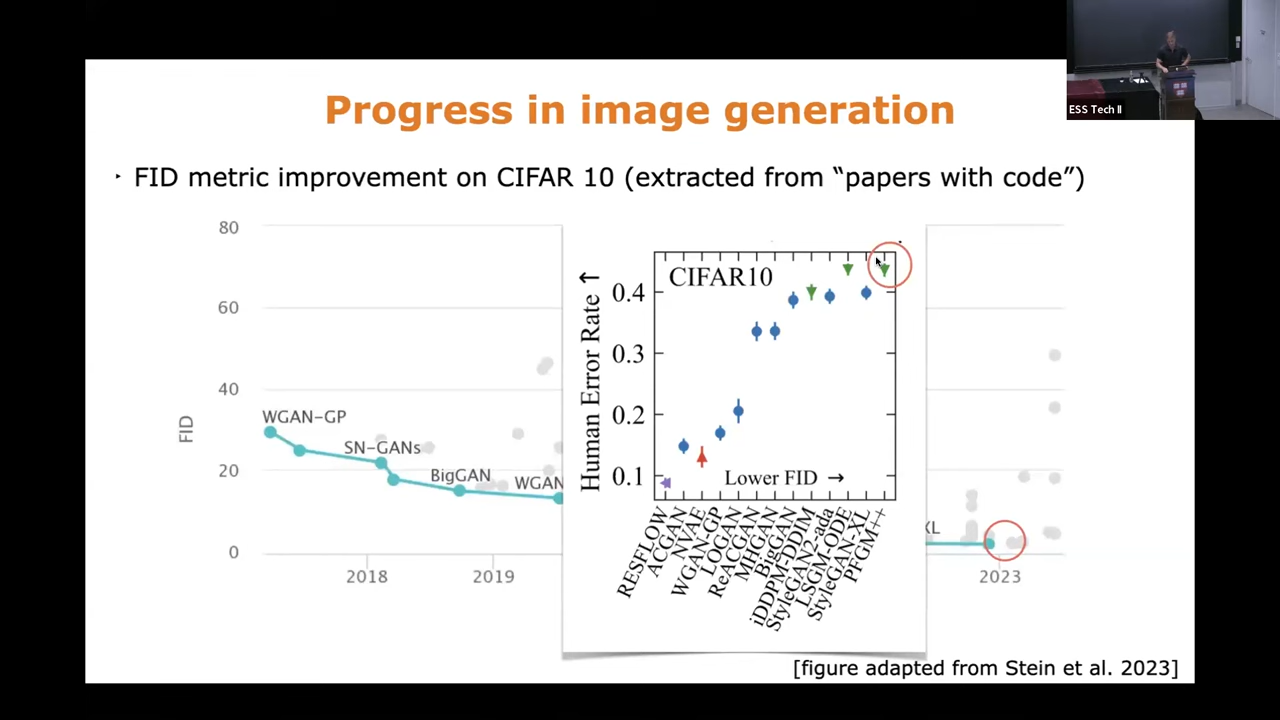 ESS Tech II
Progress in image generation
‣ FID metric improvement on CIFAR 10 (extracted from “papers with code”)
80
60
40
20
0
FID
WGAN-GP
SN-GANs
BigGAN
WGAN
XL
2018
2019
2023
CIFAR10
Human Error Rate ↑
0.4
0.3
0.2
0.1
Lower FID →
RESFLOW
ACGAN
NVAE
WGAN-GP
LOGAN
ReACGAN
MHGAN
BigGAN
iDDPM-DDIM
StyleGAN2-ada
LSGM-ODE
StyleGAN-XL
PFGM++
[figure adapted from Stein et al. 2023]